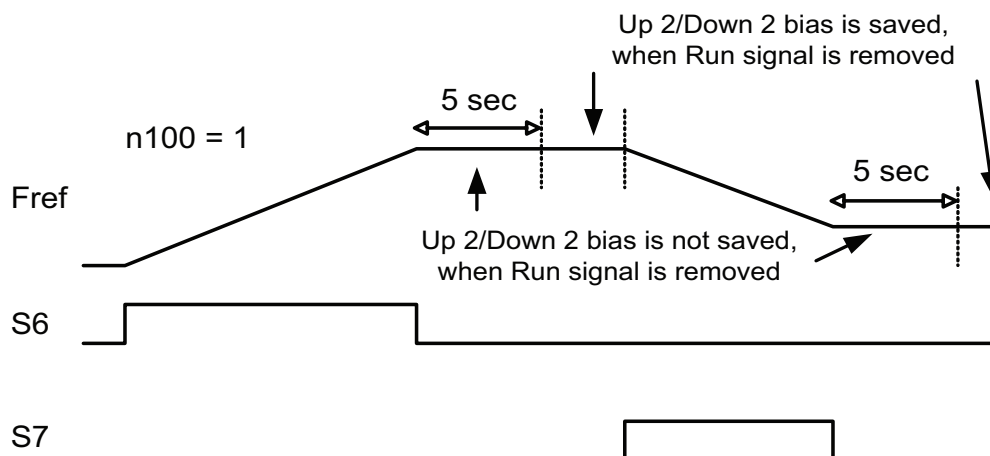 Up 2/Down 2 bias is saved,
when Run signal is removed
5 sec
n100 = 1
5 sec
Fref
Up 2/Down 2 bias is not saved,
when Run signal is removed
S6
S7